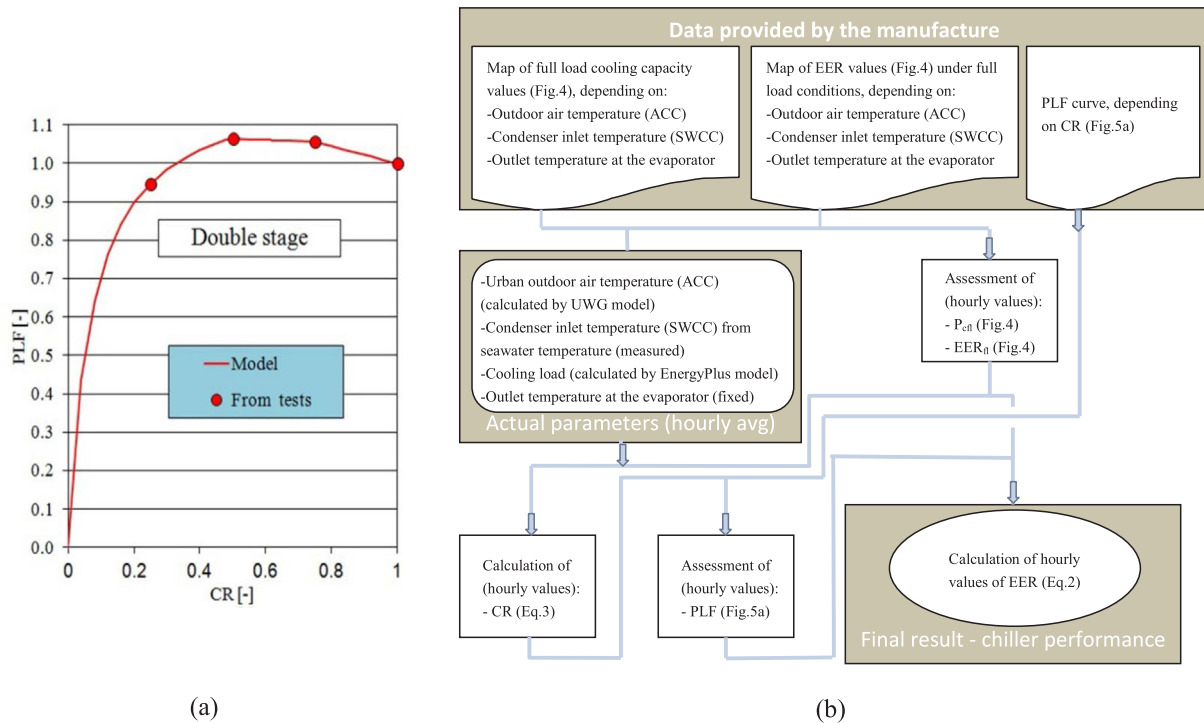 1.1
1.0
0.9
0.8
0.7
0.6
0.5
0.4
0.3
0.2
0.1
0.0
PLF [-]
Double stage
Model
From tests
0
0.2
0.4
0.6
0.8
1
CR [-]
(a)
Data provided by the manufacture
Map of full load cooling capacity
values (Fig.4), depending on:
-Outdoor air temperature (ACC)
-Condenser inlet temperature (SWCC)
-Outlet temperature at the evaporator
Map of EER values (Fig.4) under full
load conditions, depending on:
-Outdoor air temperature (ACC)
-Condenser inlet temperature (SWCC)
-Outlet temperature at the evaporator
PLF curve, depending
on CR (Fig.5a)
-Urban outdoor air temperature (ACC)
(calculated by UWG model)
-Condenser inlet temperature (SWCC) from
seawater temperature (measured)
-Cooling load (calculated by EnergyPlus model)
-Outlet temperature at the evaporator (fixed)
Actual parameters (hourly avg)
Assessment of
(hourly values):
- Pcfl (Fig.4)
- EERfl (Fig.4)
Calculation of
(hourly values):
- CR (Eq.3)
Assessment of
(hourly values):
- PLF (Fig.5a)
Calculation of hourly
values of EER (Eq.2)
Final result - chiller performance
(b)